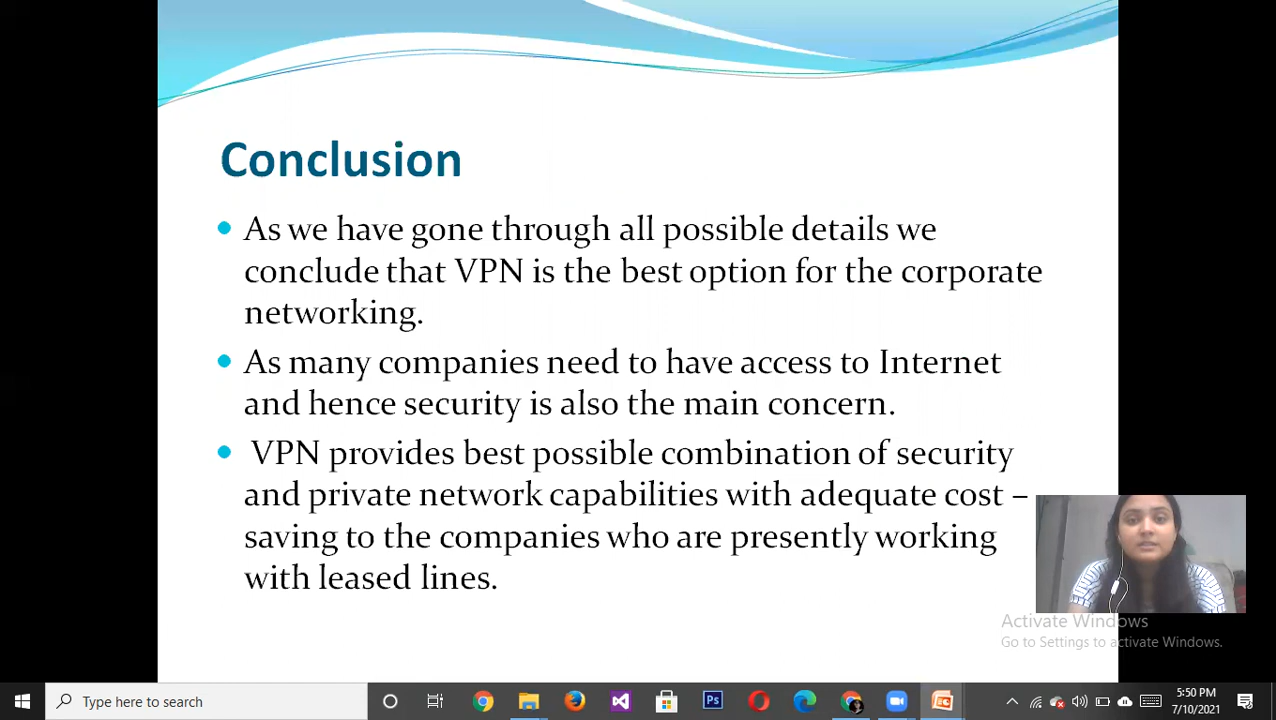 Conclusion
As we have gone through all possible details we
conclude that VPN is the best option for the corporate
networking.
As many companies need to have access to Internet
and hence security is also the main concern.
VPN provides best possible combination of security
and private network capabilities with adequate cost –
saving to the companies who are presently working
with leased lines.
Activate Windows
Go to Settings to activate Windows.
Type here to search
Ps
5:50 PM
7/10/2021